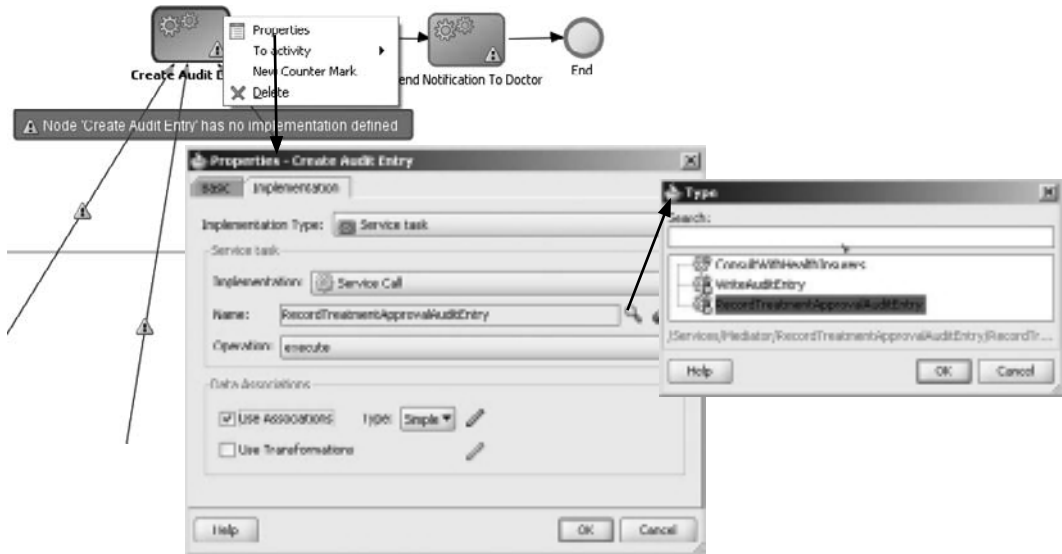 Properties
To activity
New Counter Mark
Delete
Create Audit E
end Notification To Doctor
End
Node 'Create Audit Entry' has no implementation defined
Properties - Create Audit Entry
Basic
Implementation
Implementation Type:
Service task
Service task
Implementation:
Service Call
Name:
RecordTreatmentApprovalAuditEntry
Operation:
execute
Data Associations
Use Associations
Type:
Simple
Use Transformations
Help
OK
Cancel
Type
Search:
ConsultWithHealthInsurers
WriteAuditEntry
RecordTreatmentApprovalAuditEntry
/Services/Mediator/RecordTreatmentApprovalAuditEntry/RecordTr...
Help
OK
Cancel